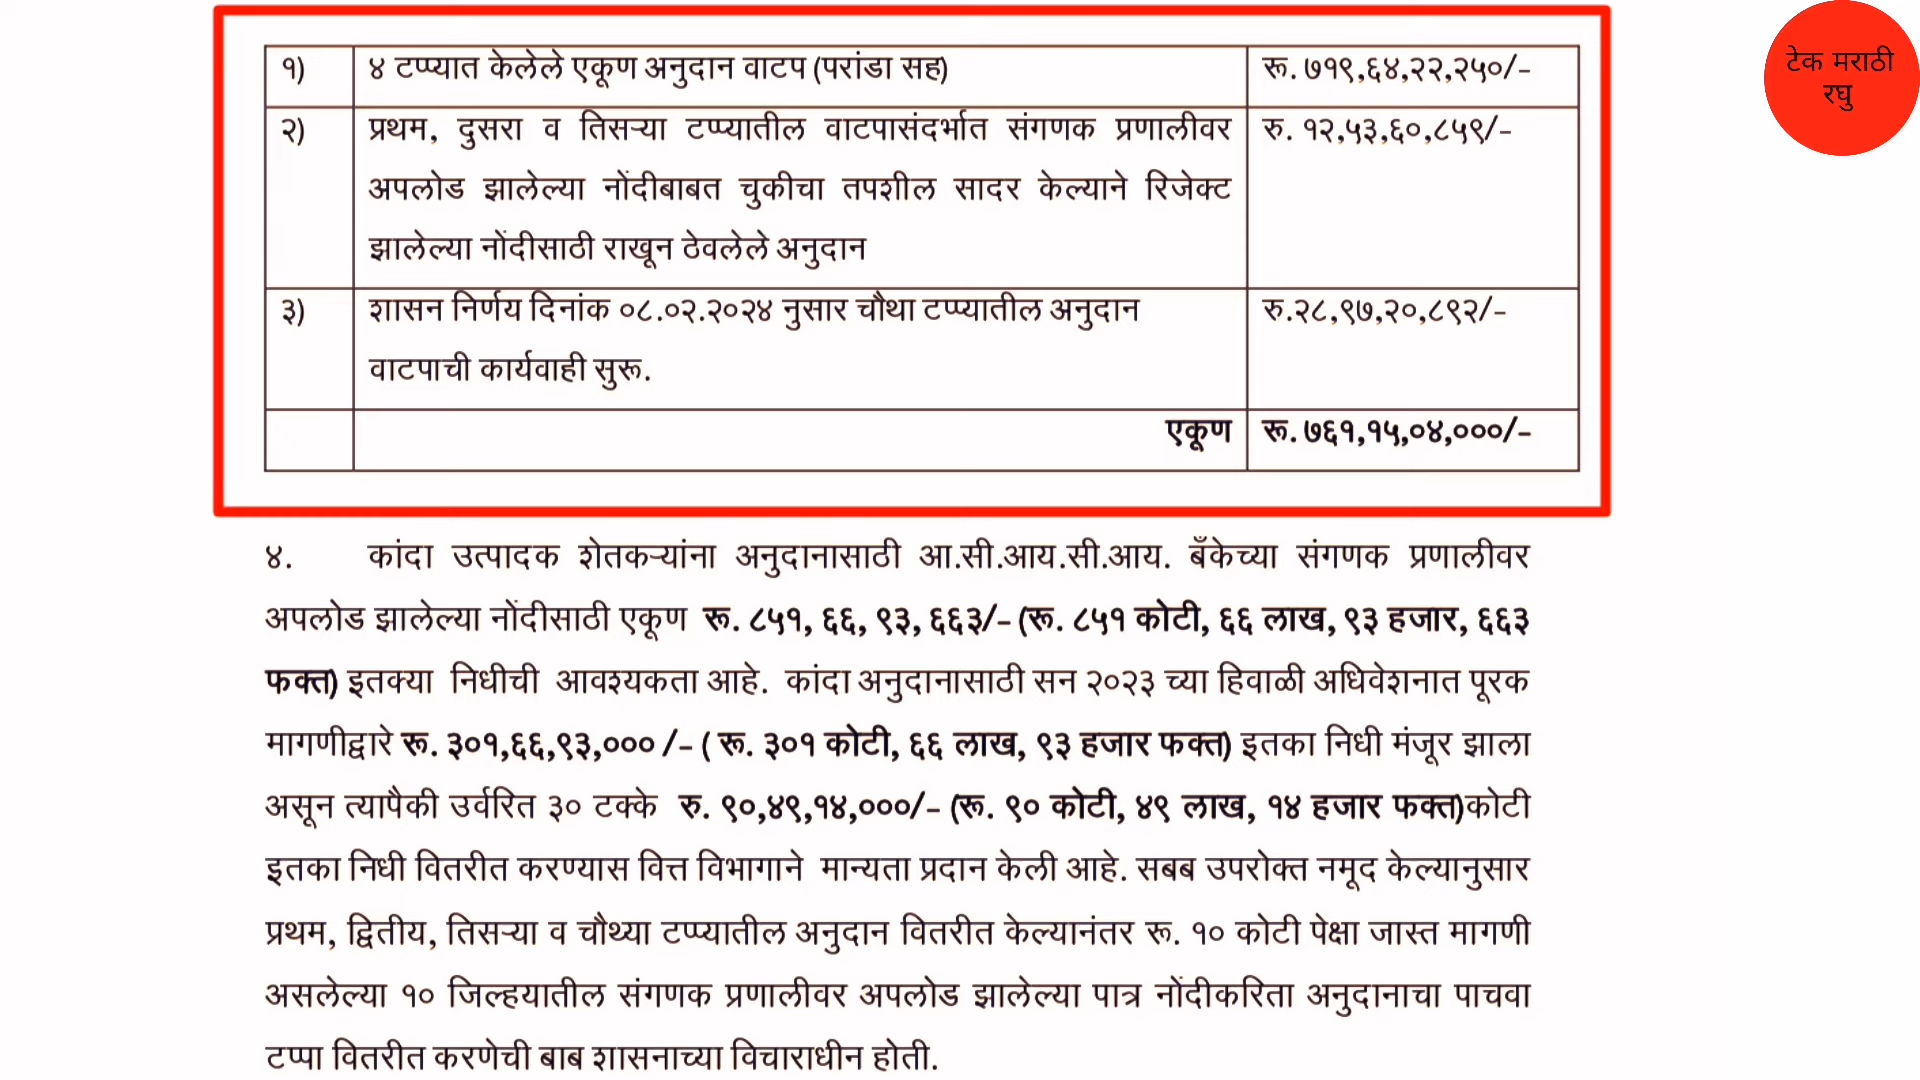 १) ४ टप्प्यात केलेले एकूण अनुदान वाटप (परांडा सह) रू. ७१९,६४,२२,२५०/-
२) प्रथम, दुसरा व तिसऱ्या टप्प्यातील वाटपासंदर्भात संगणक प्रणालीवर रु. १२,५३,६०,८५९/-
अपलोड झालेल्या नोंदीबाबत चुकीचा तपशील सादर केल्याने रिजेक्ट
झालेल्या नोंदीसाठी राखून ठेवलेले अनुदान
३) शासन निर्णय दिनांक ०८.०२.२०२४ नुसार चौथा टप्प्यातील अनुदान रु.२८,९७,२०,८९२/-
वाटपाची कार्यवाही सुरू.
एकूण रू. ७६१,१५,०४,०००/-
टेक मराठी
रघु
४. कांदा उत्पादक शेतकऱ्यांना अनुदानासाठी आ.सी.आय.सी.आय. बँकेच्या संगणक प्रणालीवर
अपलोड झालेल्या नोंदीसाठी एकूण रू. ८५१, ६६, ९३, ६६३/- (रू. ८५१ कोटी, ६६ लाख, ९३ हजार, ६६३
फक्त) इतक्या निधीची आवश्यकता आहे. कांदा अनुदानासाठी सन २०२३ च्या हिवाळी अधिवेशनात पूरक
मागणीद्वारे रू. ३०१,६६,९३,००० /- ( रू. ३०१ कोटी, ६६ लाख, ९३ हजार फक्त) इतका निधी मंजूर झाला
असून त्यापैकी उर्वरित ३० टक्के रु. ९०,४९,१४,०००/- (रू. ९० कोटी, ४९ लाख, १४ हजार फक्त)कोटी
इतका निधी वितरीत करण्यास वित्त विभागाने मान्यता प्रदान केली आहे. सबब उपरोक्त नमूद केल्यानुसार
प्रथम, द्वितीय, तिसऱ्या व चौथ्या टप्प्यातील अनुदान वितरीत केल्यानंतर रू. १० कोटी पेक्षा जास्त मागणी
असलेल्या १० जिल्हयातील संगणक प्रणालीवर अपलोड झालेल्या पात्र नोंदीकरिता अनुदानाचा पाचवा
टप्पा वितरीत करणेची बाब शासनाच्या विचाराधीन होती.